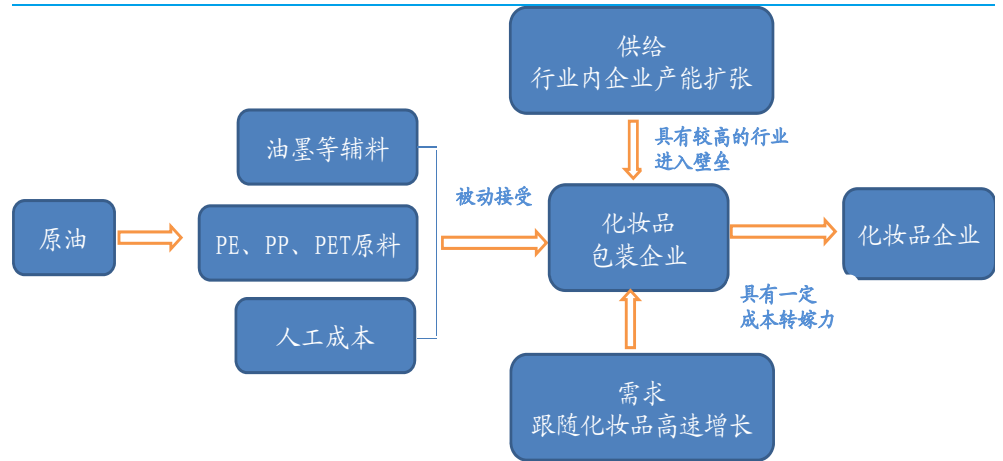 供给
行业内企业产能扩张
具有较高的行业
进入壁垒
油墨等辅料
被动接受
原油
PE、PP、PET原料
化妆品
包装企业
化妆品企业
具有一定
成本转嫁力
人工成本
需求
跟随化妆品高速增长